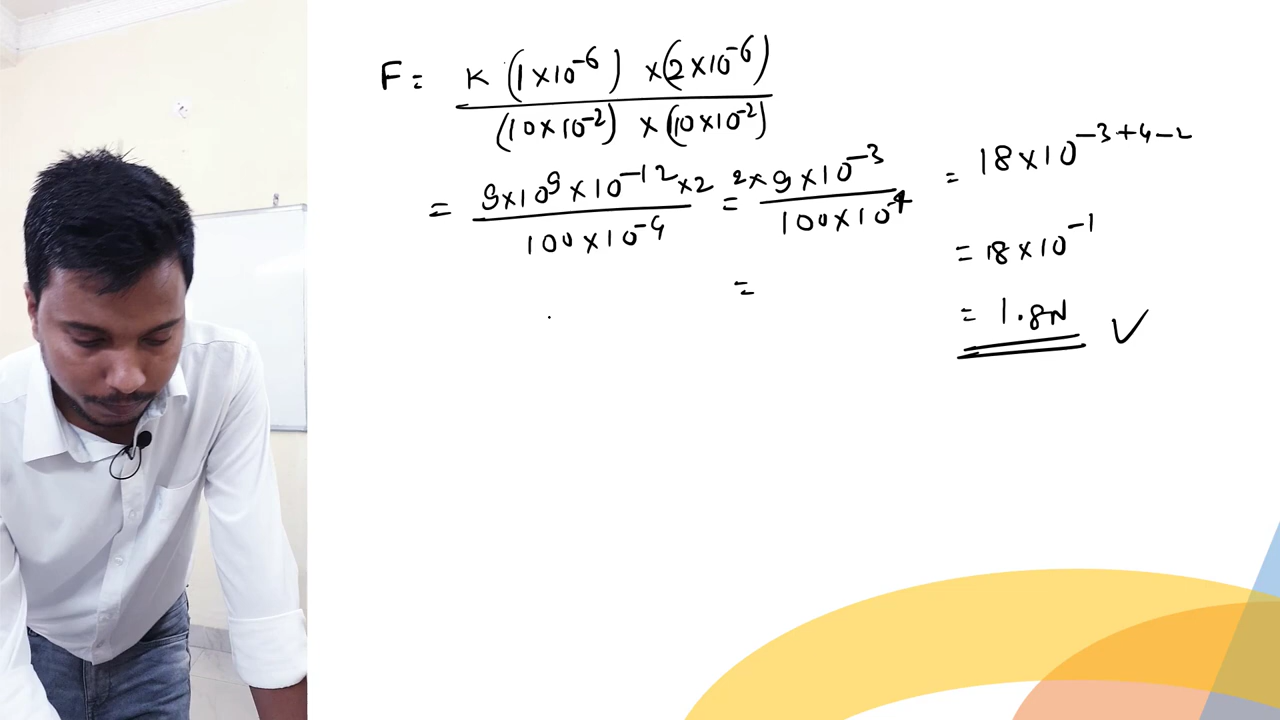 F = K (1×10⁻⁶) ×(2×10⁻⁶)
(10×10⁻²) × (10×10⁻²)
= 9×10⁹×10⁻¹²×2
100×10⁻⁴
= 2×9×10⁻³
100×10⁻⁴
=
= 18×10⁻³⁺⁴⁻²
= 18×10⁻¹
= 1.8N ✓